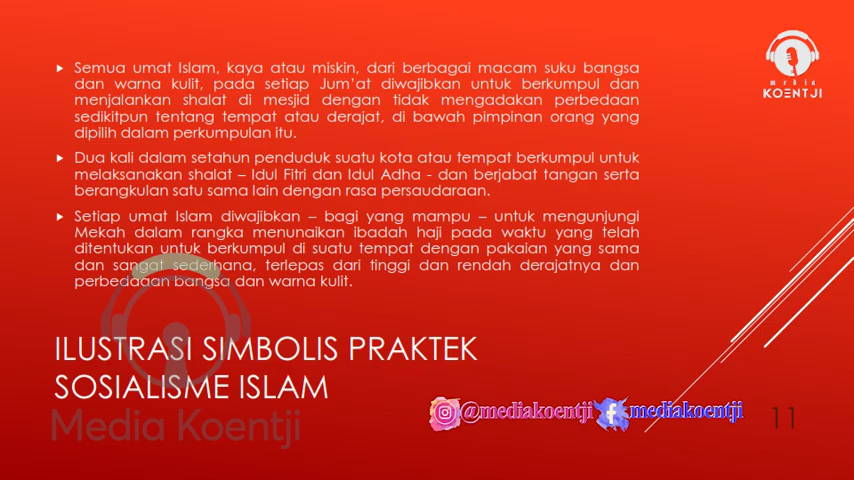 Semua umat Islam, kaya atau miskin, dari berbagai macam suku bangsa
dan warna kulit, pada setiap Jum'at diwajibkan untuk berkumpul dan
menjalankan shalat di mesjid dengan tidak mengadakan perbedaan
sedikitpun tentang tempat atau derajat, di bawah pimpinan orang yang
dipilih dalam perkumpulan itu.
Dua kali dalam setahun penduduk suatu kota atau tempat berkumpul untuk
melaksanakan shalat – Idul Fitri dan Idul Adha - dan berjabat tangan serta
berangkulan satu sama lain dengan rasa persaudaraan.
Setiap umat Islam diwajibkan – bagi yang mampu – untuk mengunjungi
Mekah dalam rangka menunaikan ibadah haji pada waktu yang telah
ditentukan untuk berkumpul di suatu tempat dengan pakaian yang sama
dan sangat sederhana, terlepas dari tinggi dan rendah derajatnya dan
perbedaaan bangsa dan warna kulit.
ILUSTRASI SIMBOLIS PRAKTEK
SOSIALISME ISLAM
Media Koentji
@mediakoentji mediakoentji
11
media
KOENTJI